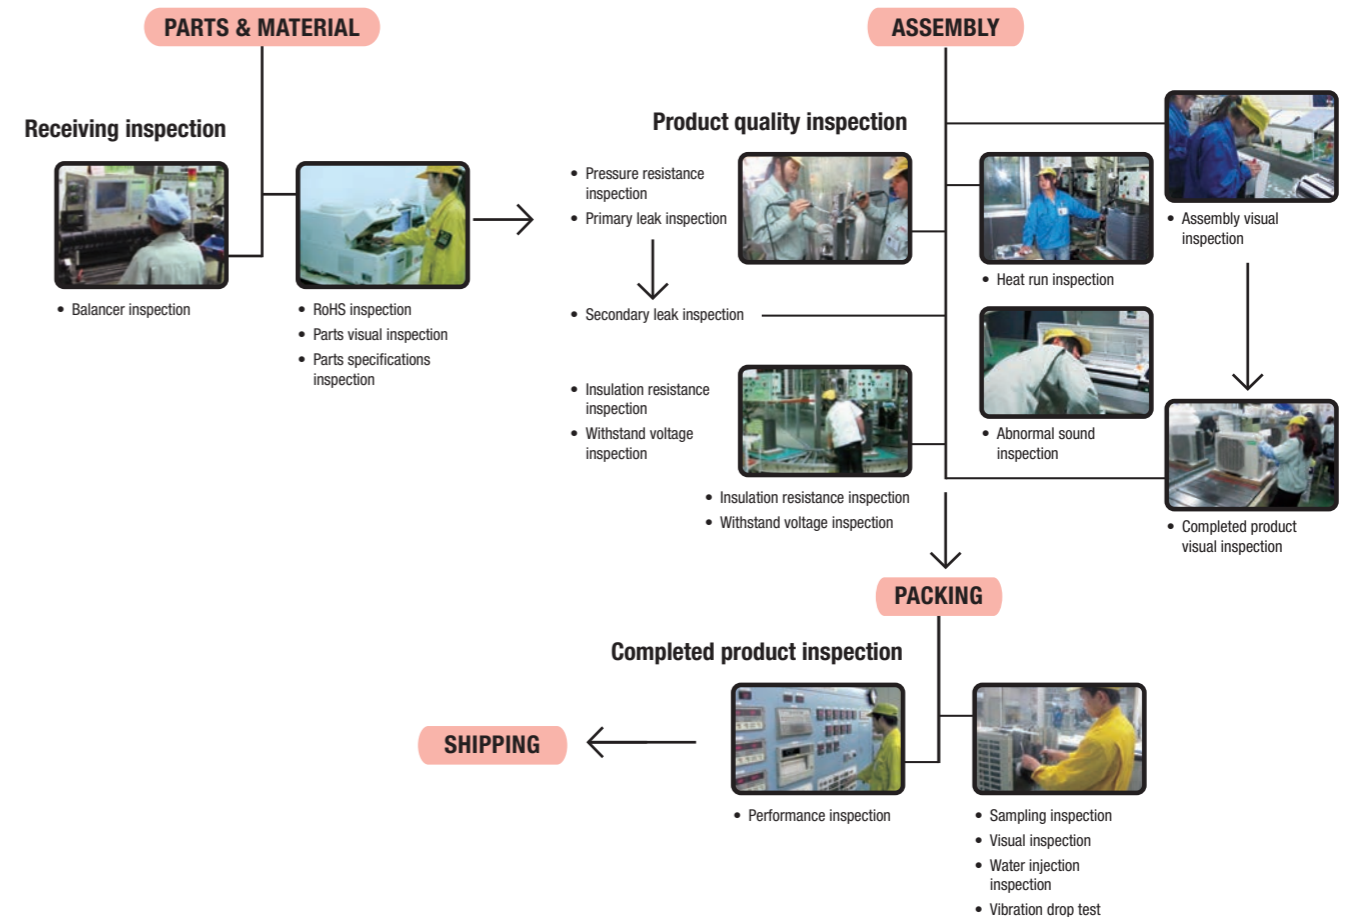 PARTS & MATERIAL
Receiving inspection
• Balancer inspection
• RoHS inspection
• Parts visual inspection
• Parts specifications
inspection
ASSEMBLY
Product quality inspection
• Pressure resistance
inspection
• Primary leak inspection
• Secondary leak inspection
• Insulation resistance
inspection
• Withstand voltage
inspection
• Insulation resistance inspection
• Withstand voltage inspection
• Heat run inspection
• Abnormal sound
inspection
• Assembly visual
inspection
• Completed product
visual inspection
PACKING
Completed product inspection
• Performance inspection
• Sampling inspection
• Visual inspection
• Water injection
inspection
• Vibration drop test
SHIPPING